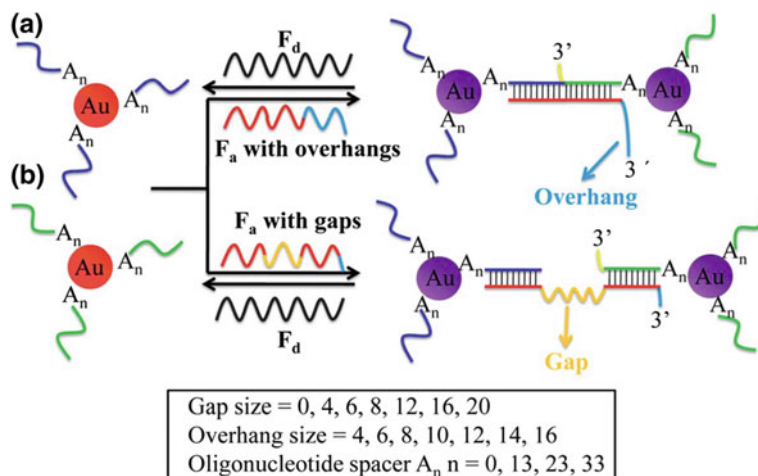 (a)
F_d
3’
A_n
A_n
A_n
A_n
A_n
A_n
A_n
A_n
Au
Au
Au
A_n
A_n
F_a with overhangs
3´
Overhang
(b)
F_a with gaps
3’
A_n
A_n
A_n
A_n
A_n
A_n
Au
Au
Au
A_n
A_n
A_n
F_d
3’
Gap
Gap size = 0, 4, 6, 8, 12, 16, 20
Overhang size = 4, 6, 8, 10, 12, 14, 16
Oligonucleotide spacer A_n n = 0, 13, 23, 33